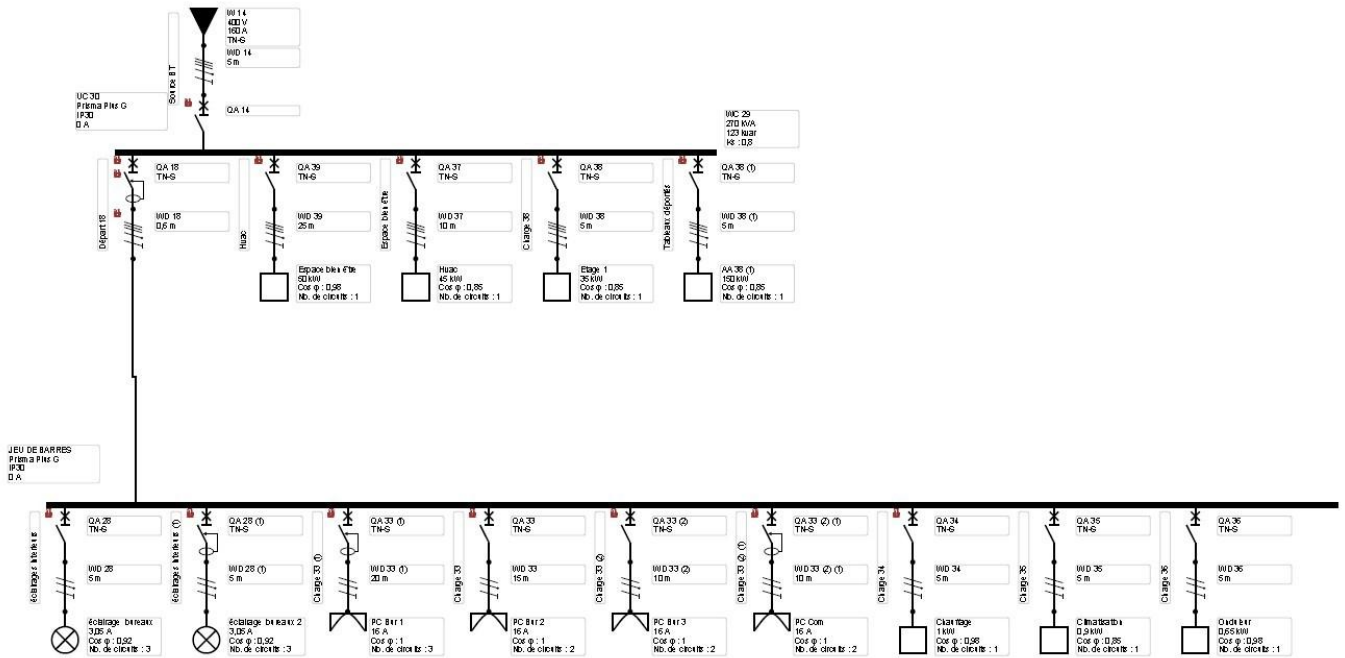 W 14
400 V
160 A
TN-S
WD 14
5 m
Source BT
QA 14
UC 30
Prisma Plus G
IP30
0 A
WC 29
270 kVA
123 kvar
ks : 0,8
Départ 18
QA 18
TN-S
WD 18
0,6 m
Hvac
QA 39
TN-S
WD 39
25 m
Espace bien être
50 kW
Cos φ : 0,98
Nb. de circuits : 1
Espace bien être
QA 37
TN-S
WD 37
10 m
Hvac
45 kW
Cos φ : 0,85
Nb. de circuits : 1
Charge 38
QA 38
TN-S
WD 38
5 m
Etage 1
35 kW
Cos φ : 0,85
Nb. de circuits : 1
Tableaux déportés
QA 38 (1)
TN-S
WD 38 (1)
5 m
AA 38 (1)
150 kW
Cos φ : 0,85
Nb. de circuits : 1
JEU DE BARRES
Prisma Plus G
IP30
0 A
éclairages interieurs
QA 28
TN-S
WD 28
5 m
éclairage bureaux
3,05 A
Cos φ : 0,92
Nb. de circuits : 3
éclairages interieurs (1)
QA 28 (1)
TN-S
WD 28 (1)
5 m
éclairage bureaux 2
3,05 A
Cos φ : 0,92
Nb. de circuits : 3
Charge 33 (1)
QA 33 (1)
TN-S
WD 33 (1)
20 m
PC Bur 1
16 A
Cos φ : 1
Nb. de circuits : 3
Charge 33
QA 33
TN-S
WD 33
15 m
PC Bur 2
16 A
Cos φ : 1
Nb. de circuits : 2
Charge 33 (2)
QA 33 (2)
TN-S
WD 33 (2)
10 m
PC Bur 3
16 A
Cos φ : 1
Nb. de circuits : 2
Charge 33 (2) (1)
QA 33 (2) (1)
TN-S
WD 33 (2) (1)
10 m
PC Com
16 A
Cos φ : 1
Nb. de circuits : 2
Charge 34
QA 34
TN-S
WD 34
5 m
Chauffage
1 kW
Cos φ : 0,98
Nb. de circuits : 1
Charge 35
QA 35
TN-S
WD 35
5 m
Climatisation
0,9 kW
Cos φ : 0,85
Nb. de circuits : 1
Charge 36
QA 36
TN-S
WD 36
5 m
Onduleur
0,65 kW
Cos φ : 0,98
Nb. de circuits : 1